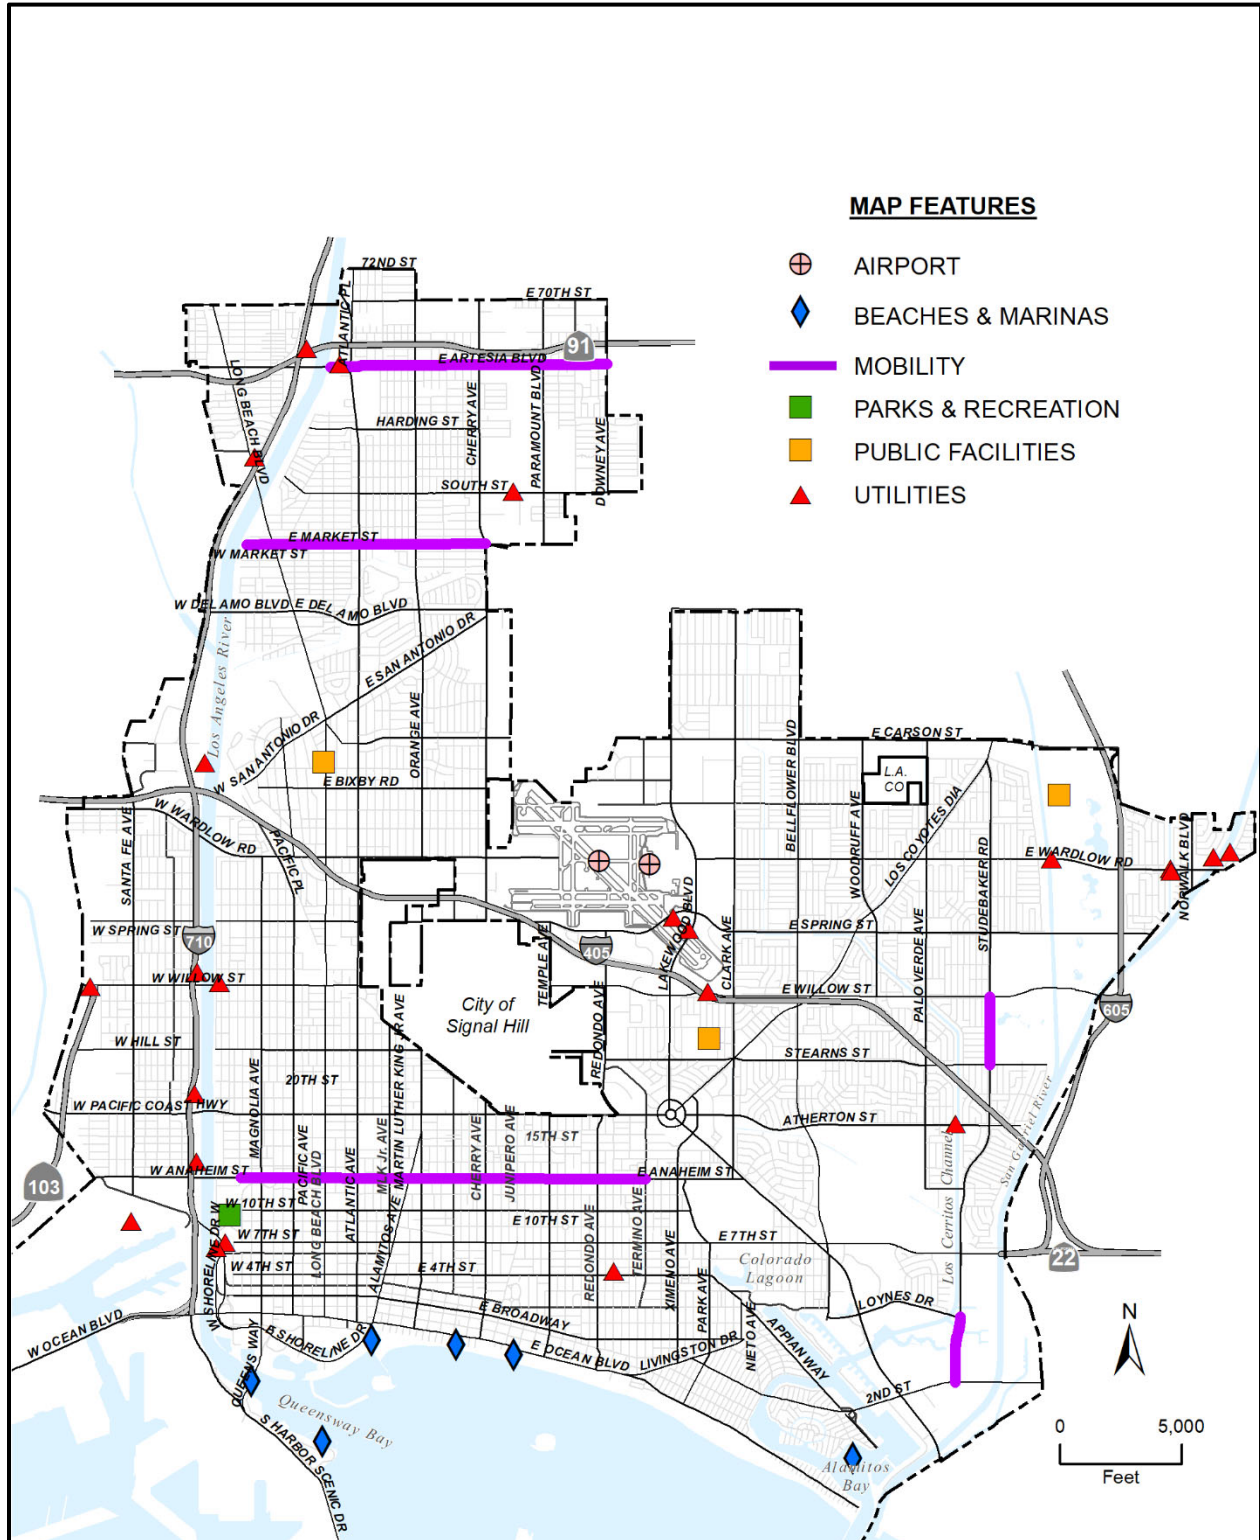 MAP FEATURES
AIRPORT
BEACHES & MARINAS
MOBILITY
PARKS & RECREATION
PUBLIC FACILITIES
UTILITIES
72ND ST
ATLANTIC PL
E 70TH ST
91
E ARTESIA BLVD
LONG BEACH BLVD
HARDING ST
CHERRY AVE
PARAMOUNT BLVD
DOWNEY AVE
SOUTH ST
E MARKET ST
W MARKET ST
W DEL AMO BLVD
E DEL AMO BLVD
Los Angeles River
E SAN ANTONIO DR
W SAN ANTONIO DR
ORANGE AVE
E BIXBY RD
E CARSON ST
BELLFLOWER BLVD
L.A.
CO
WOODRUFF AVE
LOS COYOTES DIA
W WARDLOW RD
SANTA FE AVE
PACIFIC PL
STUDEBAKER RD
E WARDLOW RD
NORWALK BLVD
W SPRING ST
710
405
TEMPLE AVE
LAKEWOOD BLVD
CLARK AVE
E SPRING ST
PALO VERDE AVE
W WILLOW ST
E WILLOW ST
City of
Signal Hill
605
REDONDO AVE
W HILL ST
STEARNS ST
MAGNOLIA AVE
20TH ST
MARTIN LUTHER KING JR AVE
W PACIFIC COAST HWY
ATHERTON ST
San Gabriel River
15TH ST
PACIFIC AVE
LONG BEACH BLVD
ATLANTIC AVE
MLK Jr. AVE
CHERRY AVE
JUNIPERO AVE
W ANAHEIM ST
E ANAHEIM ST
103
W 10TH ST
E 10TH ST
ALAMITOS AVE
REDONDO AVE
TERMINO AVE
XIMENO AVE
Los Cerritos Channel
W SHORELINE DR W
W 7TH ST
E 7TH ST
22
W 4TH ST
E 4TH ST
Colorado
Lagoon
PARK AVE
NIETO AVE
APPIAN WAY
LOYNES DR
W OCEAN BLVD
E SHORELINE DR
E BROADWAY
E OCEAN BLVD
LIVINGSTON DR
QUEENS WAY
2ND ST
Queensway Bay
S HARBOR SCENIC DR
Alamitos
Bay
N
0 5,000
Feet